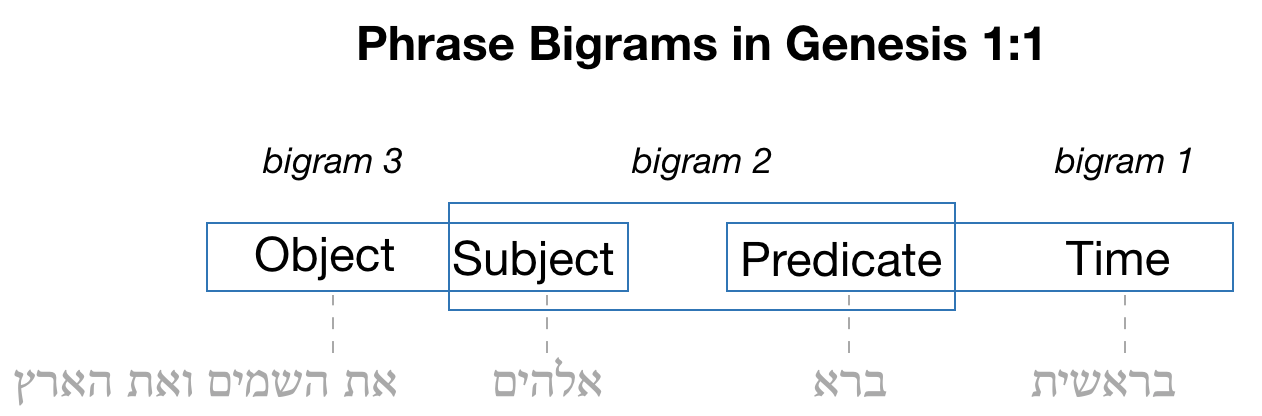 Phrase Bigrams in Genesis 1:1
bigram 3 bigram 2 bigram 1
Object Subject Predicate Time
בראשית ברא אלהים את השמים ואת הארץ